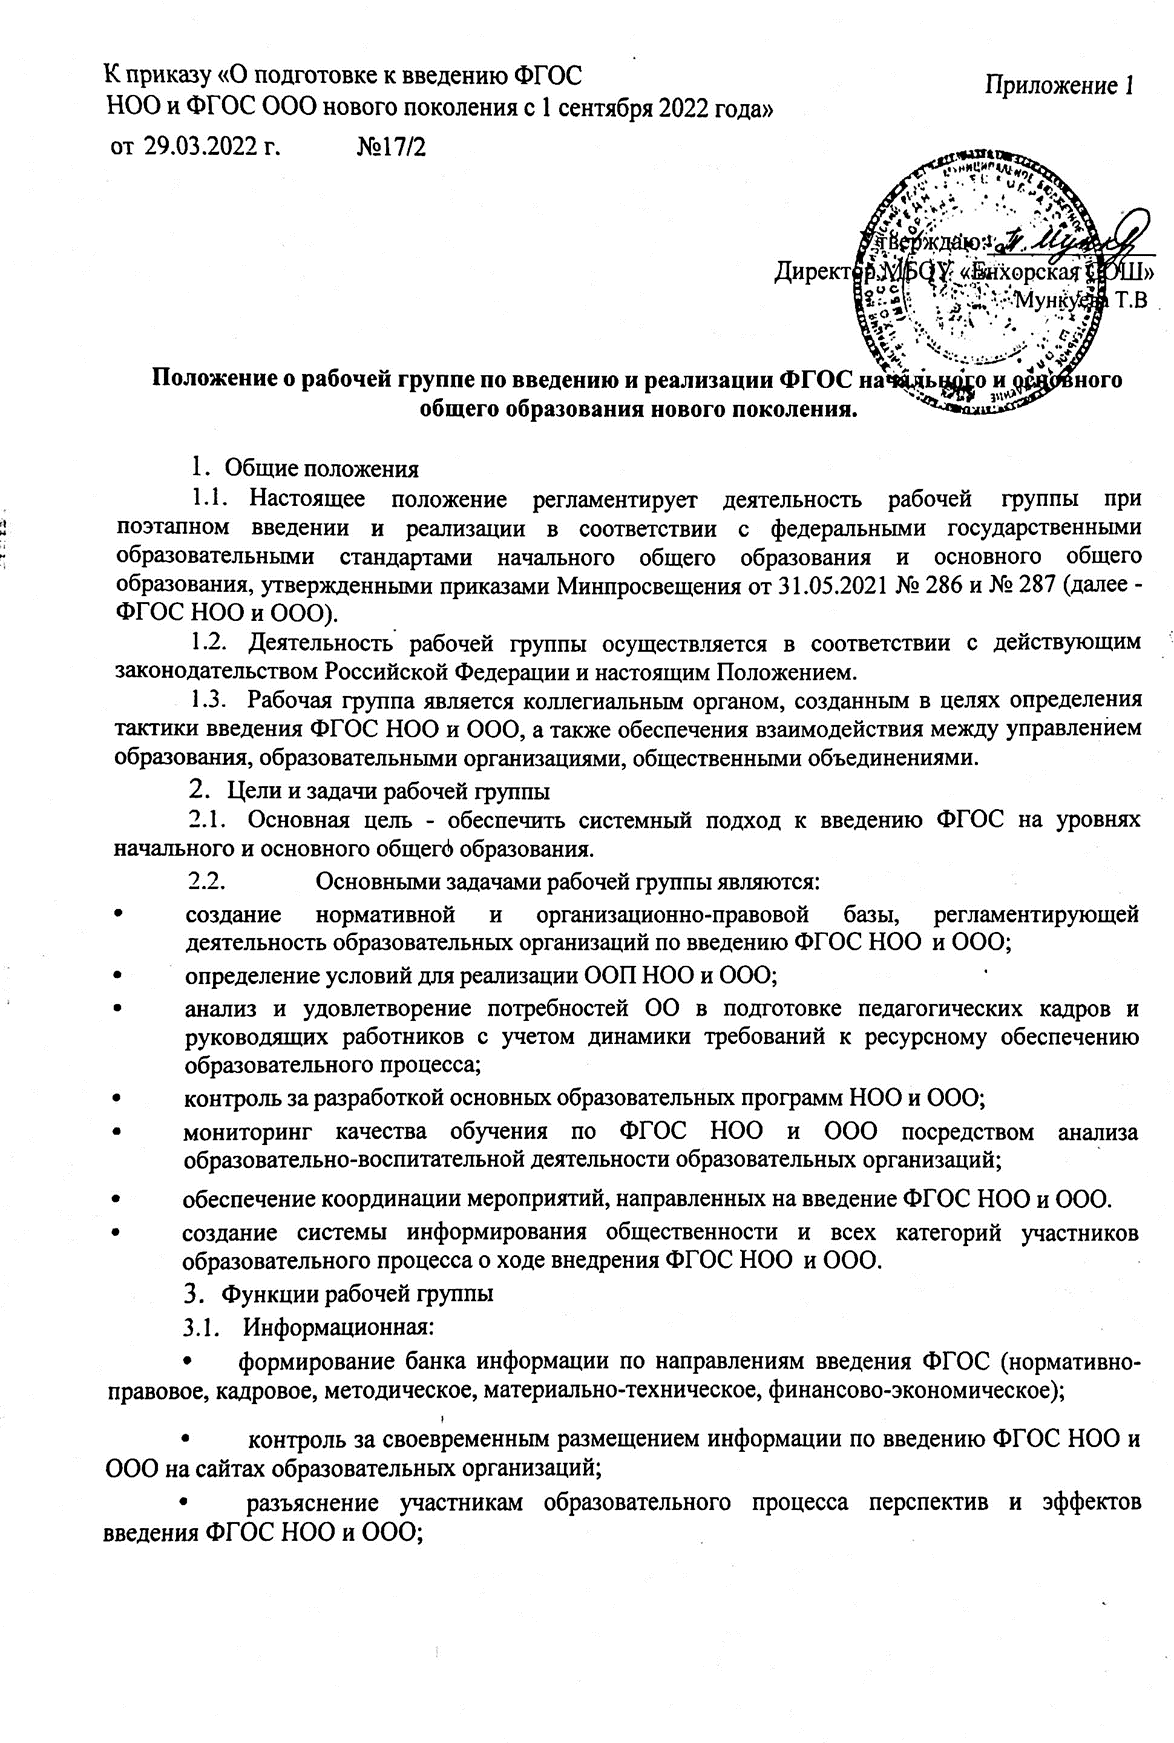 К приказу «О подготовке к введению ФГОС
Приложение 1
НОО и ФГОС ООО нового поколения с 1 сентября 2022 года»
от 29.03.2022 г. №17/2
Утверждаю:
Директор МБОУ «Енхорская СОШ»
Мункуева Т.В
Положение о рабочей группе по введению и реализации ФГОС начального и основного
общего образования нового поколения.
1. Общие положения
1.1. Настоящее положение регламентирует деятельность рабочей группы при
поэтапном введении и реализации в соответствии с федеральными государственными
образовательными стандартами начального общего образования и основного общего
образования, утвержденными приказами Минпросвещения от 31.05.2021 № 286 и № 287 (далее -
ФГОС НОО и ООО).
1.2. Деятельность рабочей группы осуществляется в соответствии с действующим
законодательством Российской Федерации и настоящим Положением.
1.3. Рабочая группа является коллегиальным органом, созданным в целях определения
тактики введения ФГОС НОО и ООО, а также обеспечения взаимодействия между управлением
образования, образовательными организациями, общественными объединениями.
2. Цели и задачи рабочей группы
2.1. Основная цель - обеспечить системный подход к введению ФГОС на уровнях
начального и основного общего образования.
2.2. Основными задачами рабочей группы являются:
• создание нормативной и организационно-правовой базы, регламентирующей
деятельность образовательных организаций по введению ФГОС НОО и ООО;
• определение условий для реализации ООП НОО и ООО;
• анализ и удовлетворение потребностей ОО в подготовке педагогических кадров и
руководящих работников с учетом динамики требований к ресурсному обеспечению
образовательного процесса;
• контроль за разработкой основных образовательных программ НОО и ООО;
• мониторинг качества обучения по ФГОС НОО и ООО посредством анализа
образовательно-воспитательной деятельности образовательных организаций;
• обеспечение координации мероприятий, направленных на введение ФГОС НОО и ООО.
• создание системы информирования общественности и всех категорий участников
образовательного процесса о ходе внедрения ФГОС НОО и ООО.
3. Функции рабочей группы
3.1. Информационная:
• формирование банка информации по направлениям введения ФГОС (нормативно-
правовое, кадровое, методическое, материально-техническое, финансово-экономическое);
• контроль за своевременным размещением информации по введению ФГОС НОО и
ООО на сайтах образовательных организаций;
• разъяснение участникам образовательного процесса перспектив и эффектов
введения ФГОС НОО и ООО;